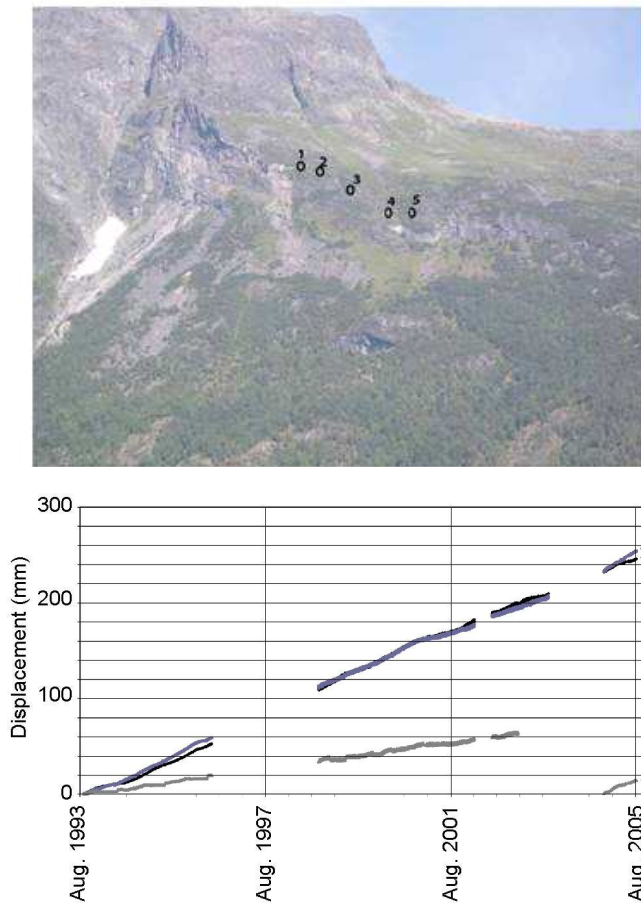 1 2 3 4 5
300
200
100
0
Displacement (mm)
Aug. 1993
Aug. 1997
Aug. 2001
Aug. 2005